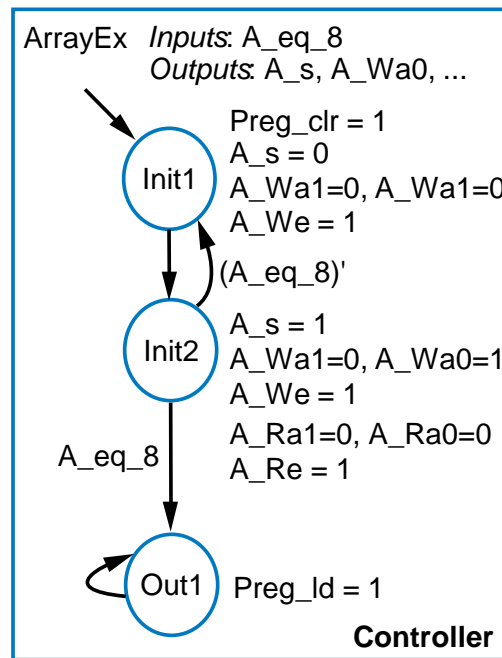 ArrayEx Inputs: A_eq_8
Outputs: A_s, A_Wa0, ...
Preg_clr = 1
A_s = 0
Init1
A_Wa1=0, A_Wa1=0
A_We = 1
(A_eq_8)'
A_s = 1
Init2
A_Wa1=0, A_Wa0=1
A_We = 1
A_Ra1=0, A_Ra0=0
A_eq_8
A_Re = 1
Out1
Preg_ld = 1
Controller